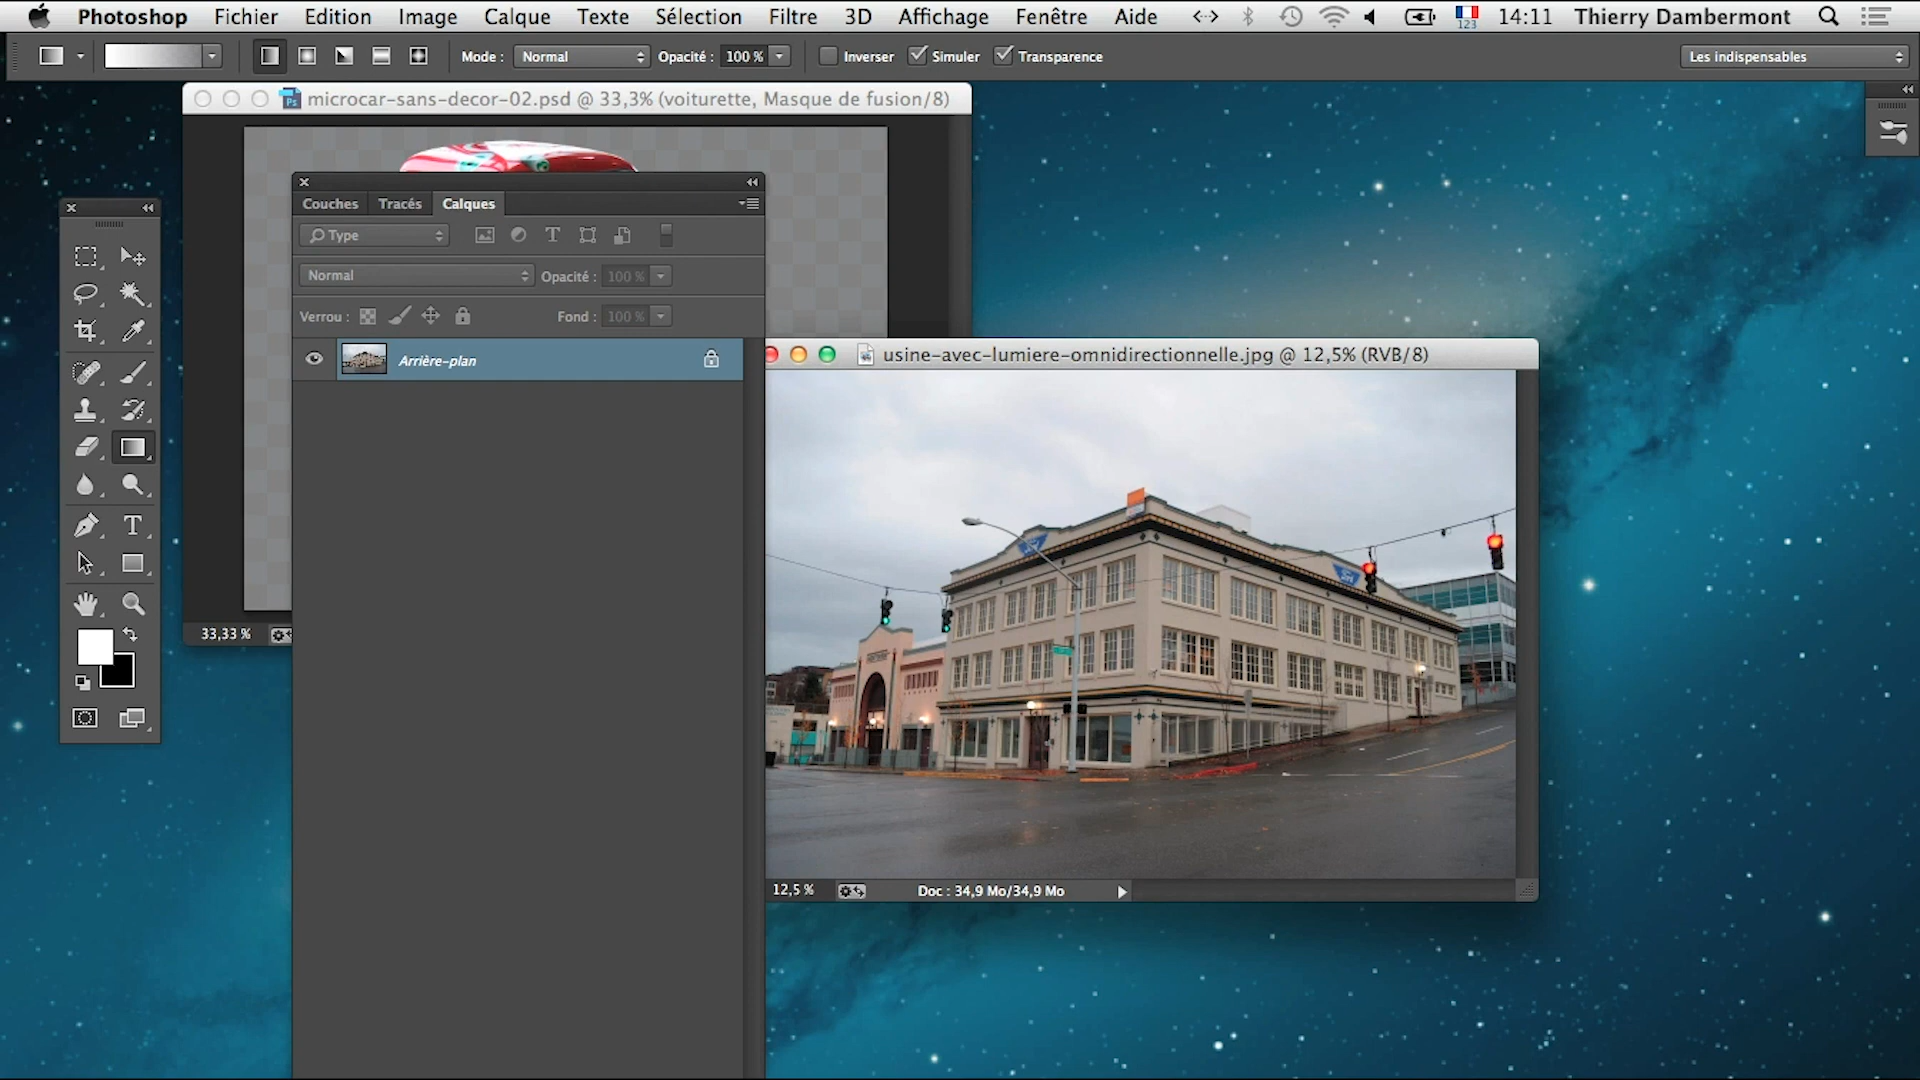 Photoshop Fichier Edition Image Calque Texte Sélection Filtre 3D Affichage Fenêtre Aide 123 14:11 Thierry Dambermont
Mode : Normal Opacité : 100 % Inverser Simuler Transparence Les indispensables
Ps microcar-sans-decor-02.psd @ 33,3% (voiturette, Masque de fusion/8)
Couches Tracés Calques
Type
Normal Opacité : 100 %
Verrou : Fond : 100 %
Arrière-plan
33,33 %
usine-avec-lumiere-omnidirectionnelle.jpg @ 12,5% (RVB/8)
Ford
12,5 % Doc : 34,9 Mo/34,9 Mo